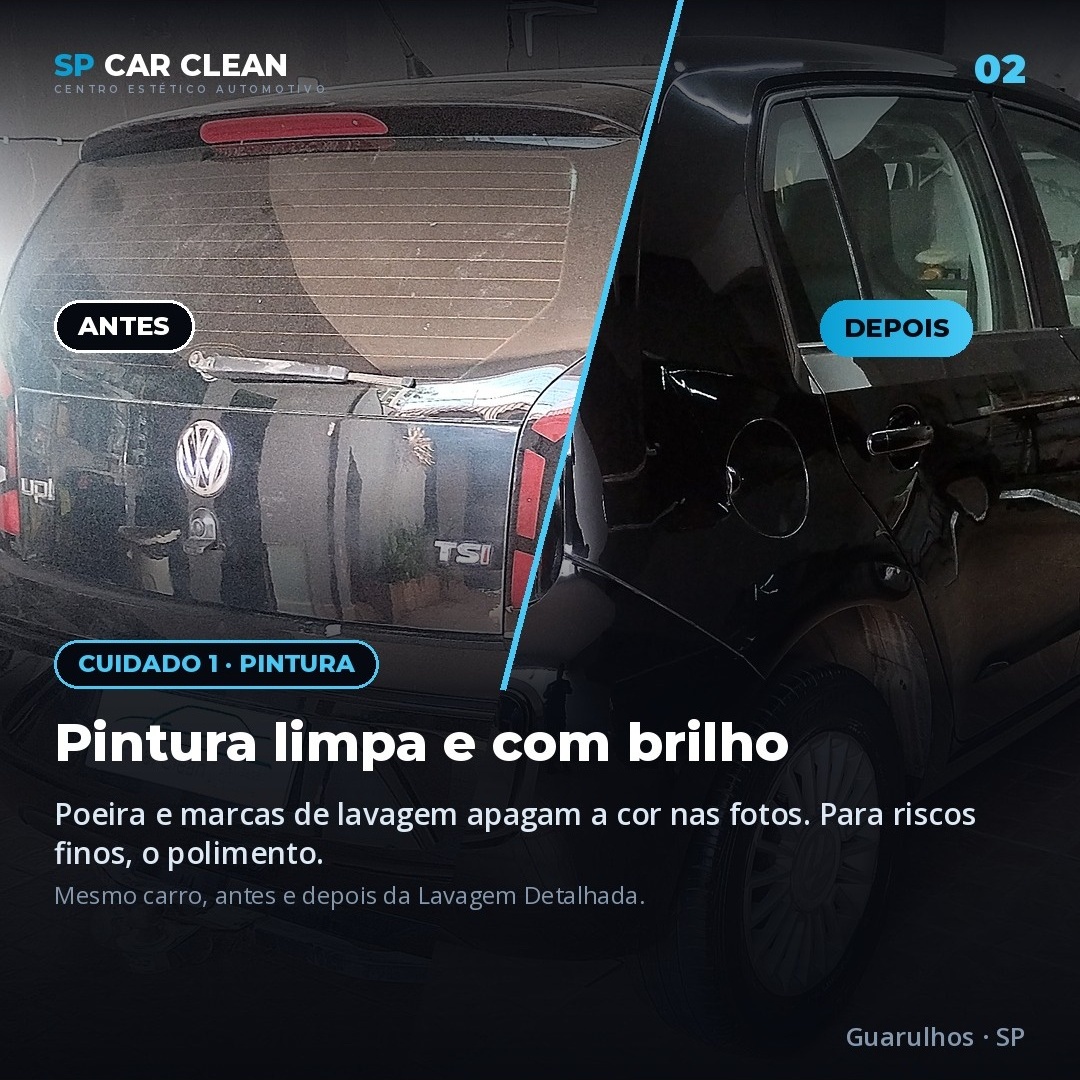 SP CAR CLEAN
CENTRO ESTÉTICO AUTOMOTIVO
02
ANTES
DEPOIS
up!
TSI
CUIDADO 1 · PINTURA
Pintura limpa e com brilho
Poeira e marcas de lavagem apagam a cor nas fotos. Para riscos
finos, o polimento.
Mesmo carro, antes e depois da Lavagem Detalhada.
Guarulhos · SP